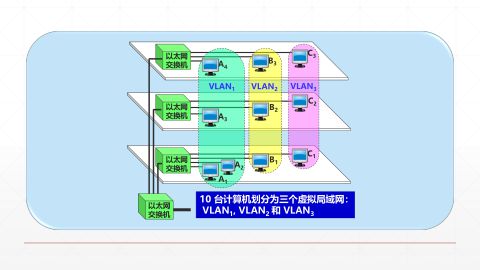 以太网
交换机
A₄
B₃
C₃
VLAN₁
VLAN₂
VLAN₃
以太网
交换机
A₃
B₂
C₂
以太网
交换机
A₁
A₂
B₁
C₁
以太网
交换机
10 台计算机划分为三个虚拟局域网：
VLAN₁, VLAN₂ 和 VLAN₃